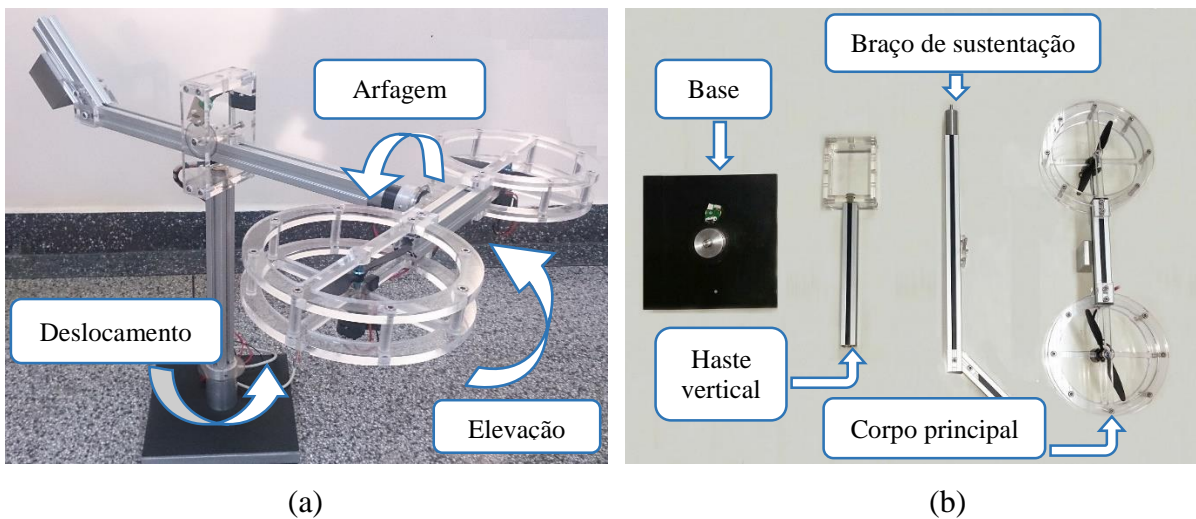 Arfagem
Deslocamento
Elevação
Braço de sustentação
Base
Haste
vertical
Corpo principal
(a)
(b)